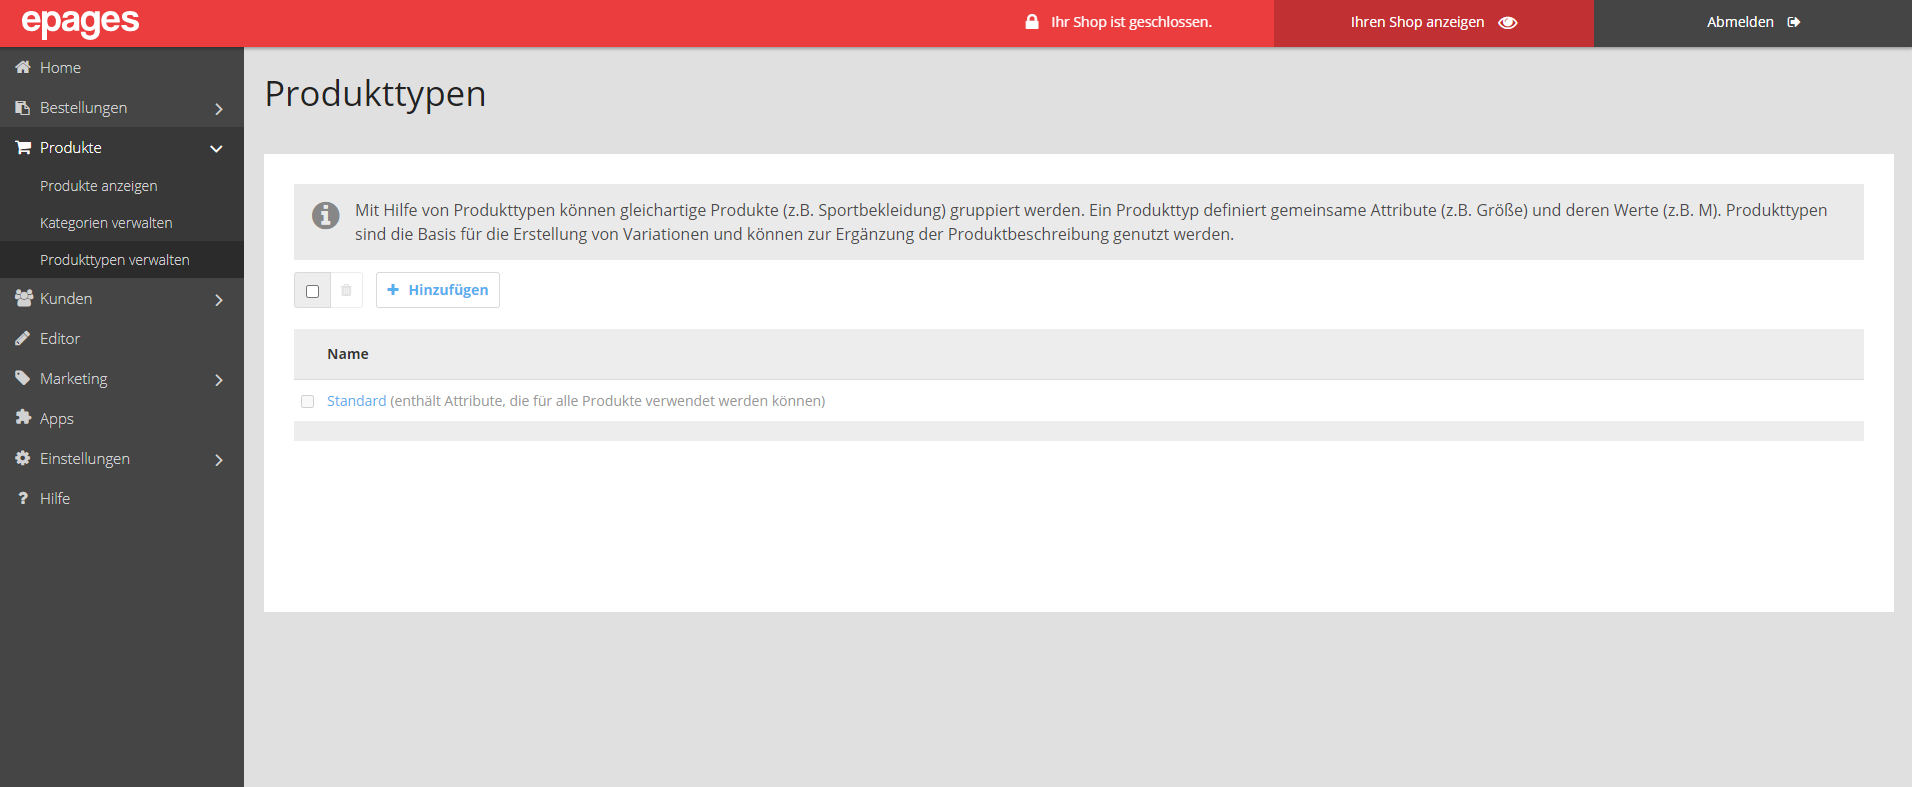 epages
Ihr Shop ist geschlossen.
Ihren Shop anzeigen
Abmelden
Home
Bestellungen
Produkte
Produkte anzeigen
Kategorien verwalten
Produkttypen verwalten
Kunden
Editor
Marketing
Apps
Einstellungen
? Hilfe
Produkttypen
Mit Hilfe von Produkttypen können gleichartige Produkte (z.B. Sportbekleidung) gruppiert werden. Ein Produkttyp definiert gemeinsame Attribute (z.B. Größe) und deren Werte (z.B. M). Produkttypen
sind die Basis für die Erstellung von Variationen und können zur Ergänzung der Produktbeschreibung genutzt werden.
+ Hinzufügen
Name
Standard (enthält Attribute, die für alle Produkte verwendet werden können)